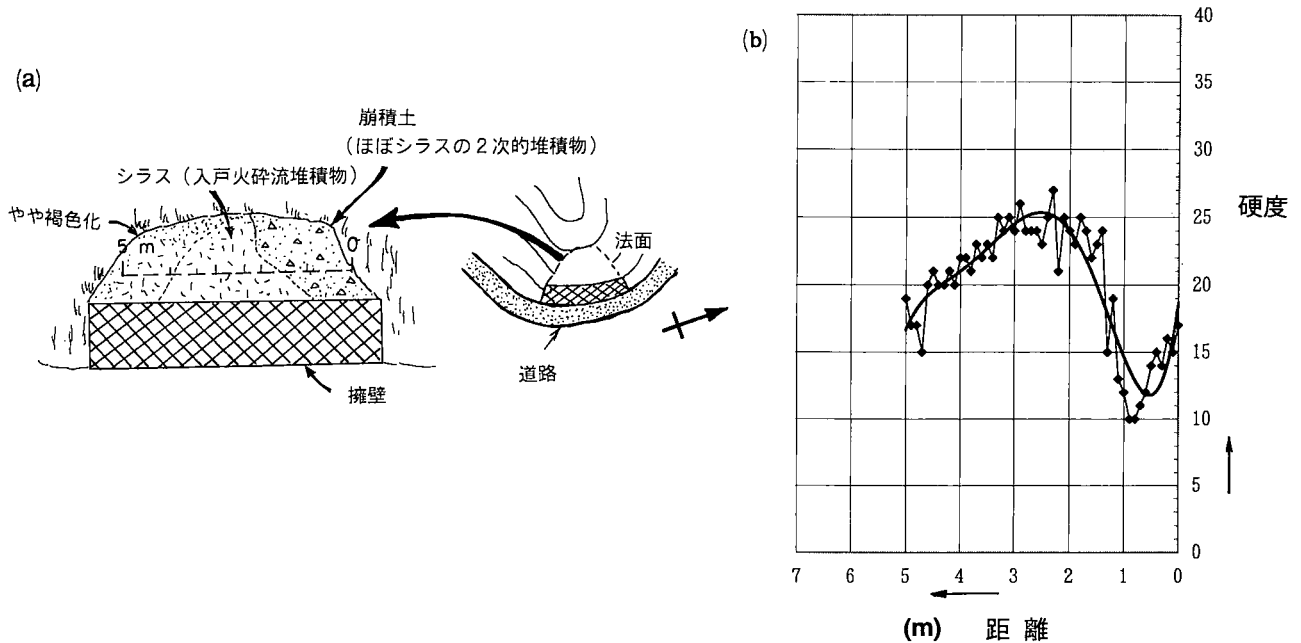 (a)
崩積土
(ほぼシラスの2次的堆積物)
シラス(入戸火砕流堆積物)
やや褐色化
5 m
0
法面
道路
擁壁
(b)
40
35
30
25
20
15
10
5
0
硬度
7 6 5 4 3 2 1 0
(m) 距離